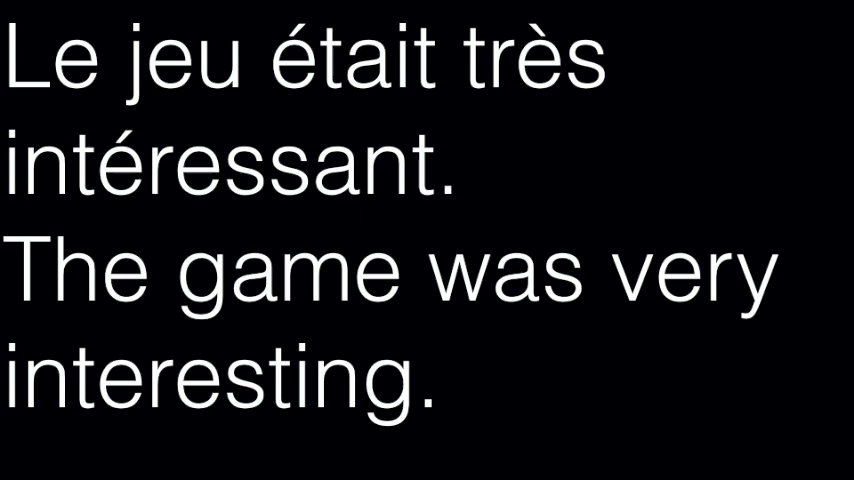 Le jeu était très
intéressant.
The game was very
interesting.